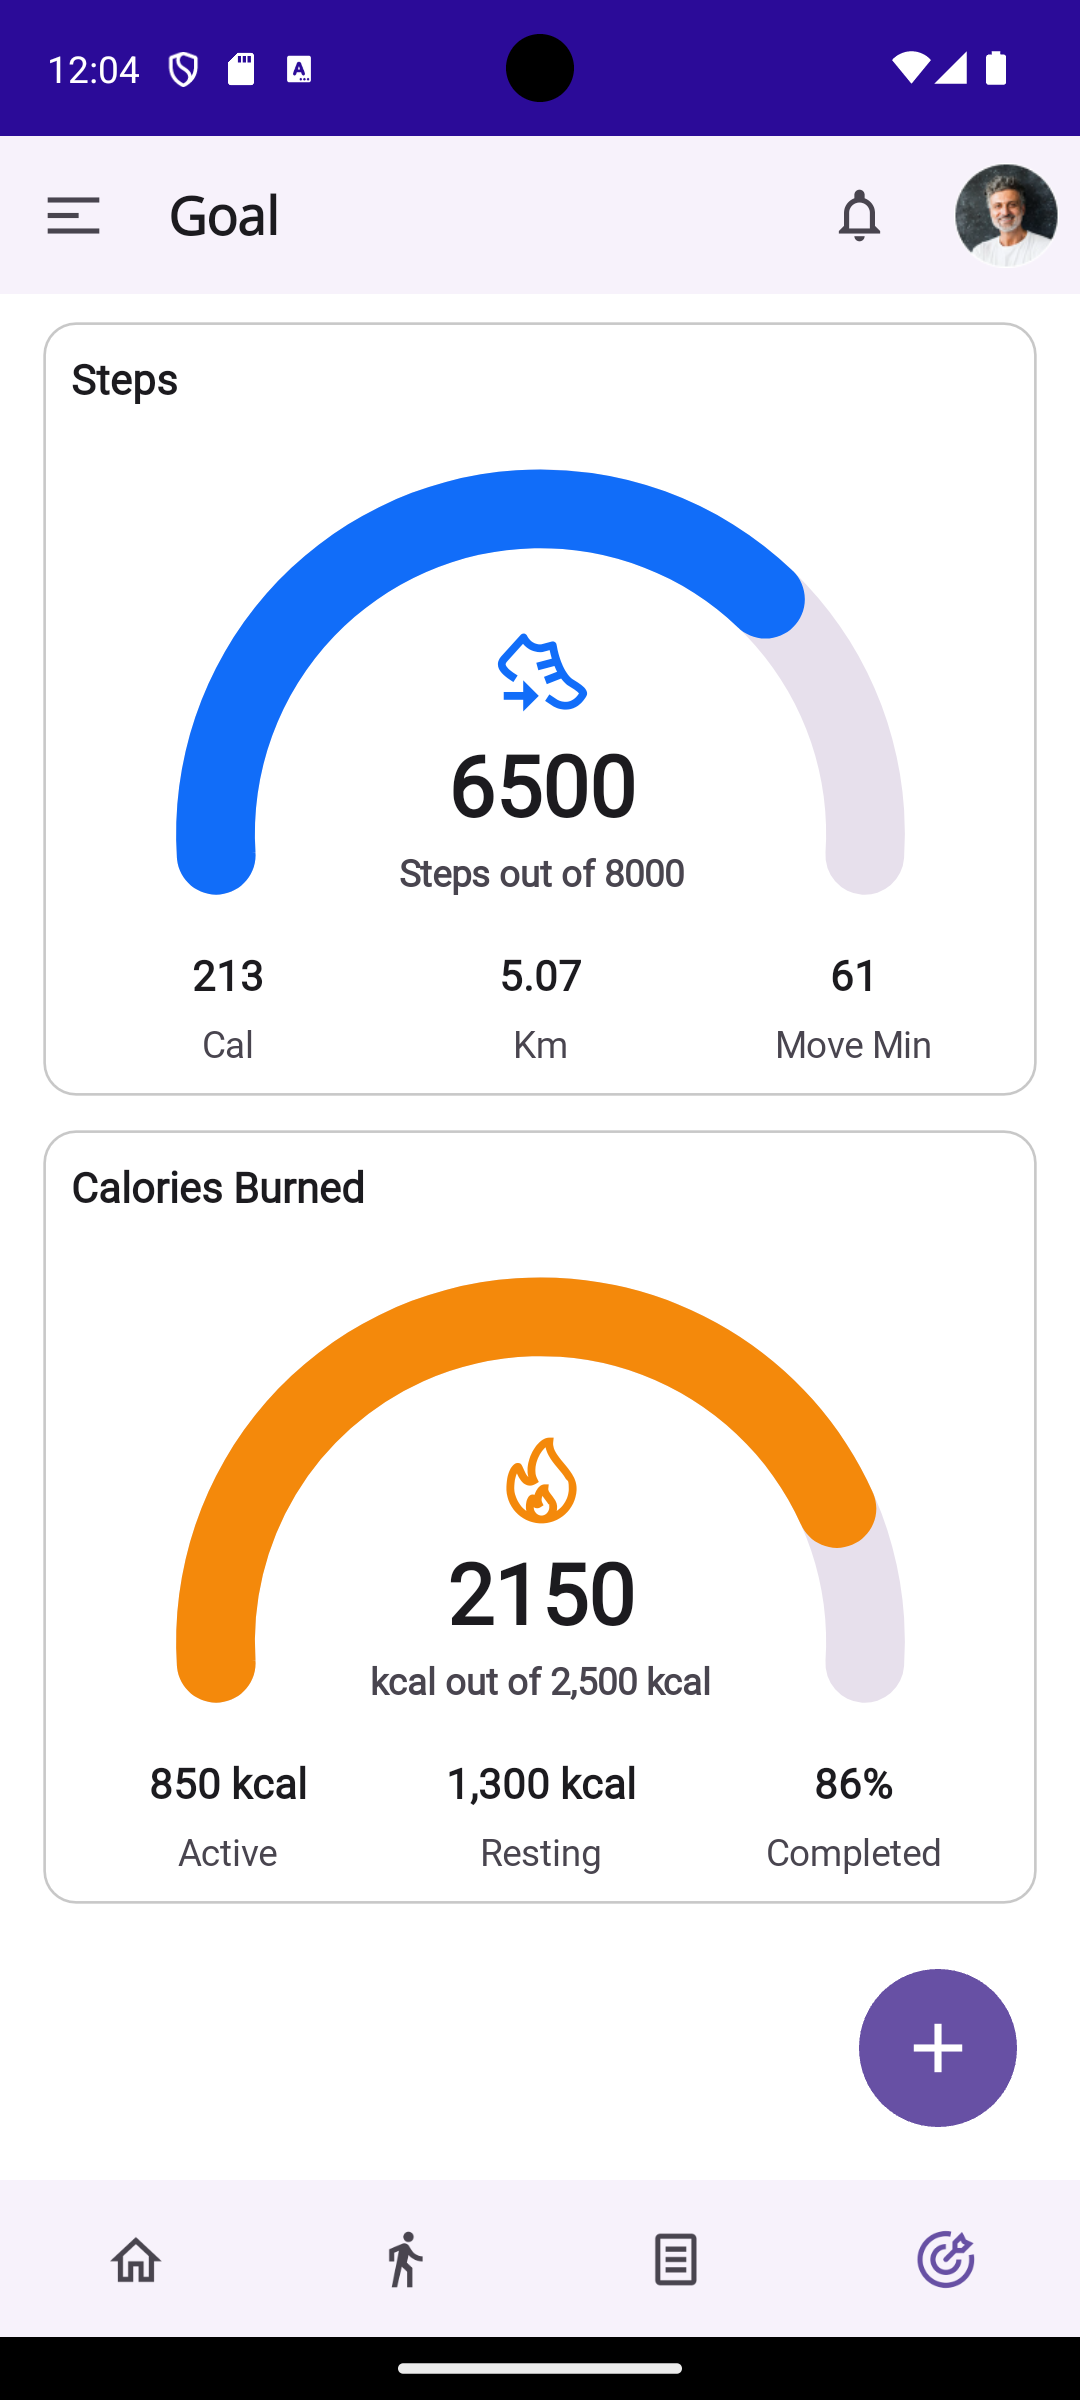 12:04
Goal
Steps
6500
Steps out of 8000
213 5.07 61
Cal Km Move Min
Calories Burned
2150
kcal out of 2,500 kcal
850 kcal 1,300 kcal 86%
Active Resting Completed